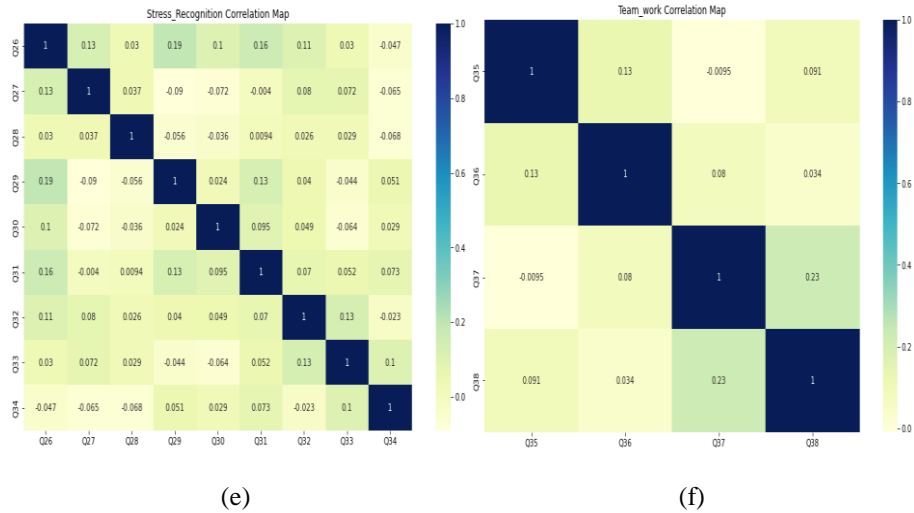 Stress_Recognition Correlation Map
Q26 1 0.13 0.03 0.19 0.1 0.16 0.11 0.03 -0.047
Q27 0.13 1 0.037 -0.09 -0.072 -0.004 0.08 0.072 -0.065
Q28 0.03 0.037 1 -0.056 -0.036 0.0094 0.026 0.029 -0.068
Q29 0.19 -0.09 -0.056 1 0.024 0.13 0.04 -0.044 0.051
Q30 0.1 -0.072 -0.036 0.024 1 0.095 0.049 -0.064 0.029
Q31 0.16 -0.004 0.0094 0.13 0.095 1 0.07 0.052 0.073
Q32 0.11 0.08 0.026 0.04 0.049 0.07 1 0.13 -0.023
Q33 0.03 0.072 0.029 -0.044 -0.064 0.052 0.13 1 0.1
Q34 -0.047 -0.065 -0.068 0.051 0.029 0.073 -0.023 0.1 1
Q26 Q27 Q28 Q29 Q30 Q31 Q32 Q33 Q34
1.0
0.8
0.6
0.4
0.2
0.0
(e)
Team_work Correlation Map
Q35 1 0.13 -0.0095 0.091
Q36 0.13 1 0.08 0.034
Q37 -0.0095 0.08 1 0.23
Q38 0.091 0.034 0.23 1
Q35 Q36 Q37 Q38
1.0
0.8
0.6
0.4
0.2
0.0
(f)